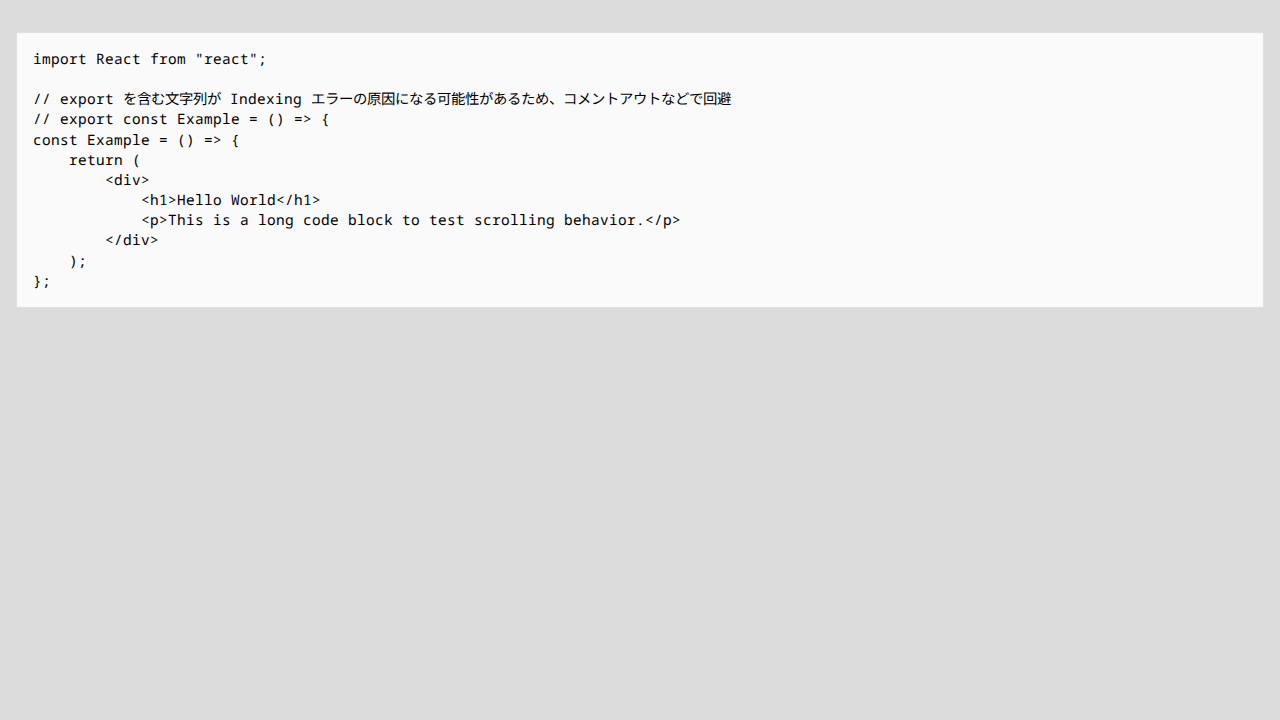 import React from "react";

// export を含む文字列が Indexing エラーの原因になる可能性があるため、コメントアウトなどで回避
// export const Example = () => {
const Example = () => {
    return (
        <div>
            <h1>Hello World</h1>
            <p>This is a long code block to test scrolling behavior.</p>
        </div>
    );
};